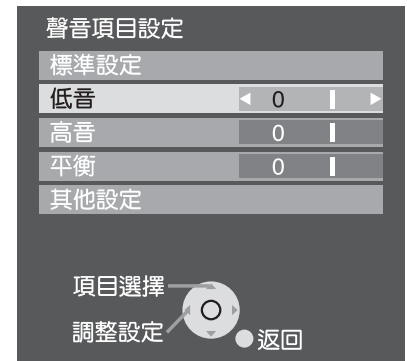 聲音項目設定
標準設定
低音 0
高音 0
平衡 0
其他設定
項目選擇
調整設定
返回